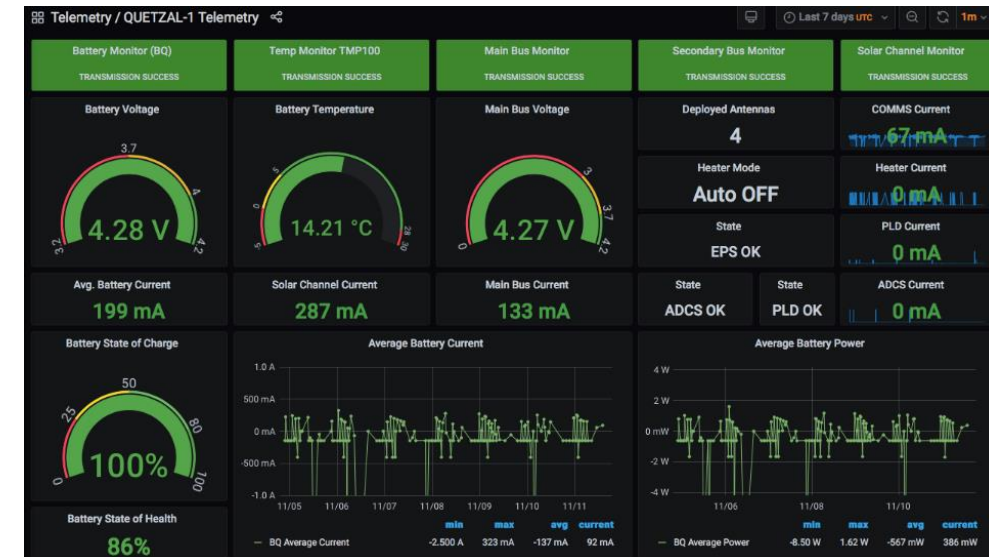 Telemetry / QUETZAL-1 Telemetry
Last 7 days UTC
1m
Battery Monitor (BQ)
TRANSMISSION SUCCESS
Temp Monitor TMP100
TRANSMISSION SUCCESS
Main Bus Monitor
TRANSMISSION SUCCESS
Secondary Bus Monitor
TRANSMISSION SUCCESS
Solar Channel Monitor
TRANSMISSION SUCCESS
Battery Voltage
3.7
4
3.2
4.2
4.28 V
Battery Temperature
5
0
-5
28
30
14.21 °C
Main Bus Voltage
3
3.7
0
4.2
4.27 V
Deployed Antennas
4
COMMS Current
67 mA
Heater Mode
Auto OFF
Heater Current
0 mA
State
EPS OK
PLD Current
0 mA
Avg. Battery Current
199 mA
Solar Channel Current
287 mA
Main Bus Current
133 mA
State
ADCS OK
State
PLD OK
ADCS Current
0 mA
Battery State of Charge
50
25
80
0
100
100%
Battery State of Health
86%
Average Battery Current
1.0 A
500 mA
0 mA
-500 mA
-1.0 A
11/05 11/06 11/07 11/08 11/09 11/10 11/11
min max avg current
BQ Average Current -2.500 A 323 mA -137 mA 92 mA
Average Battery Power
4 W
2 W
0 mW
-2 W
-4 W
11/06 11/08 11/10
min max avg current
BQ Average Power -8.50 W 1.62 W -567 mW 386 mW